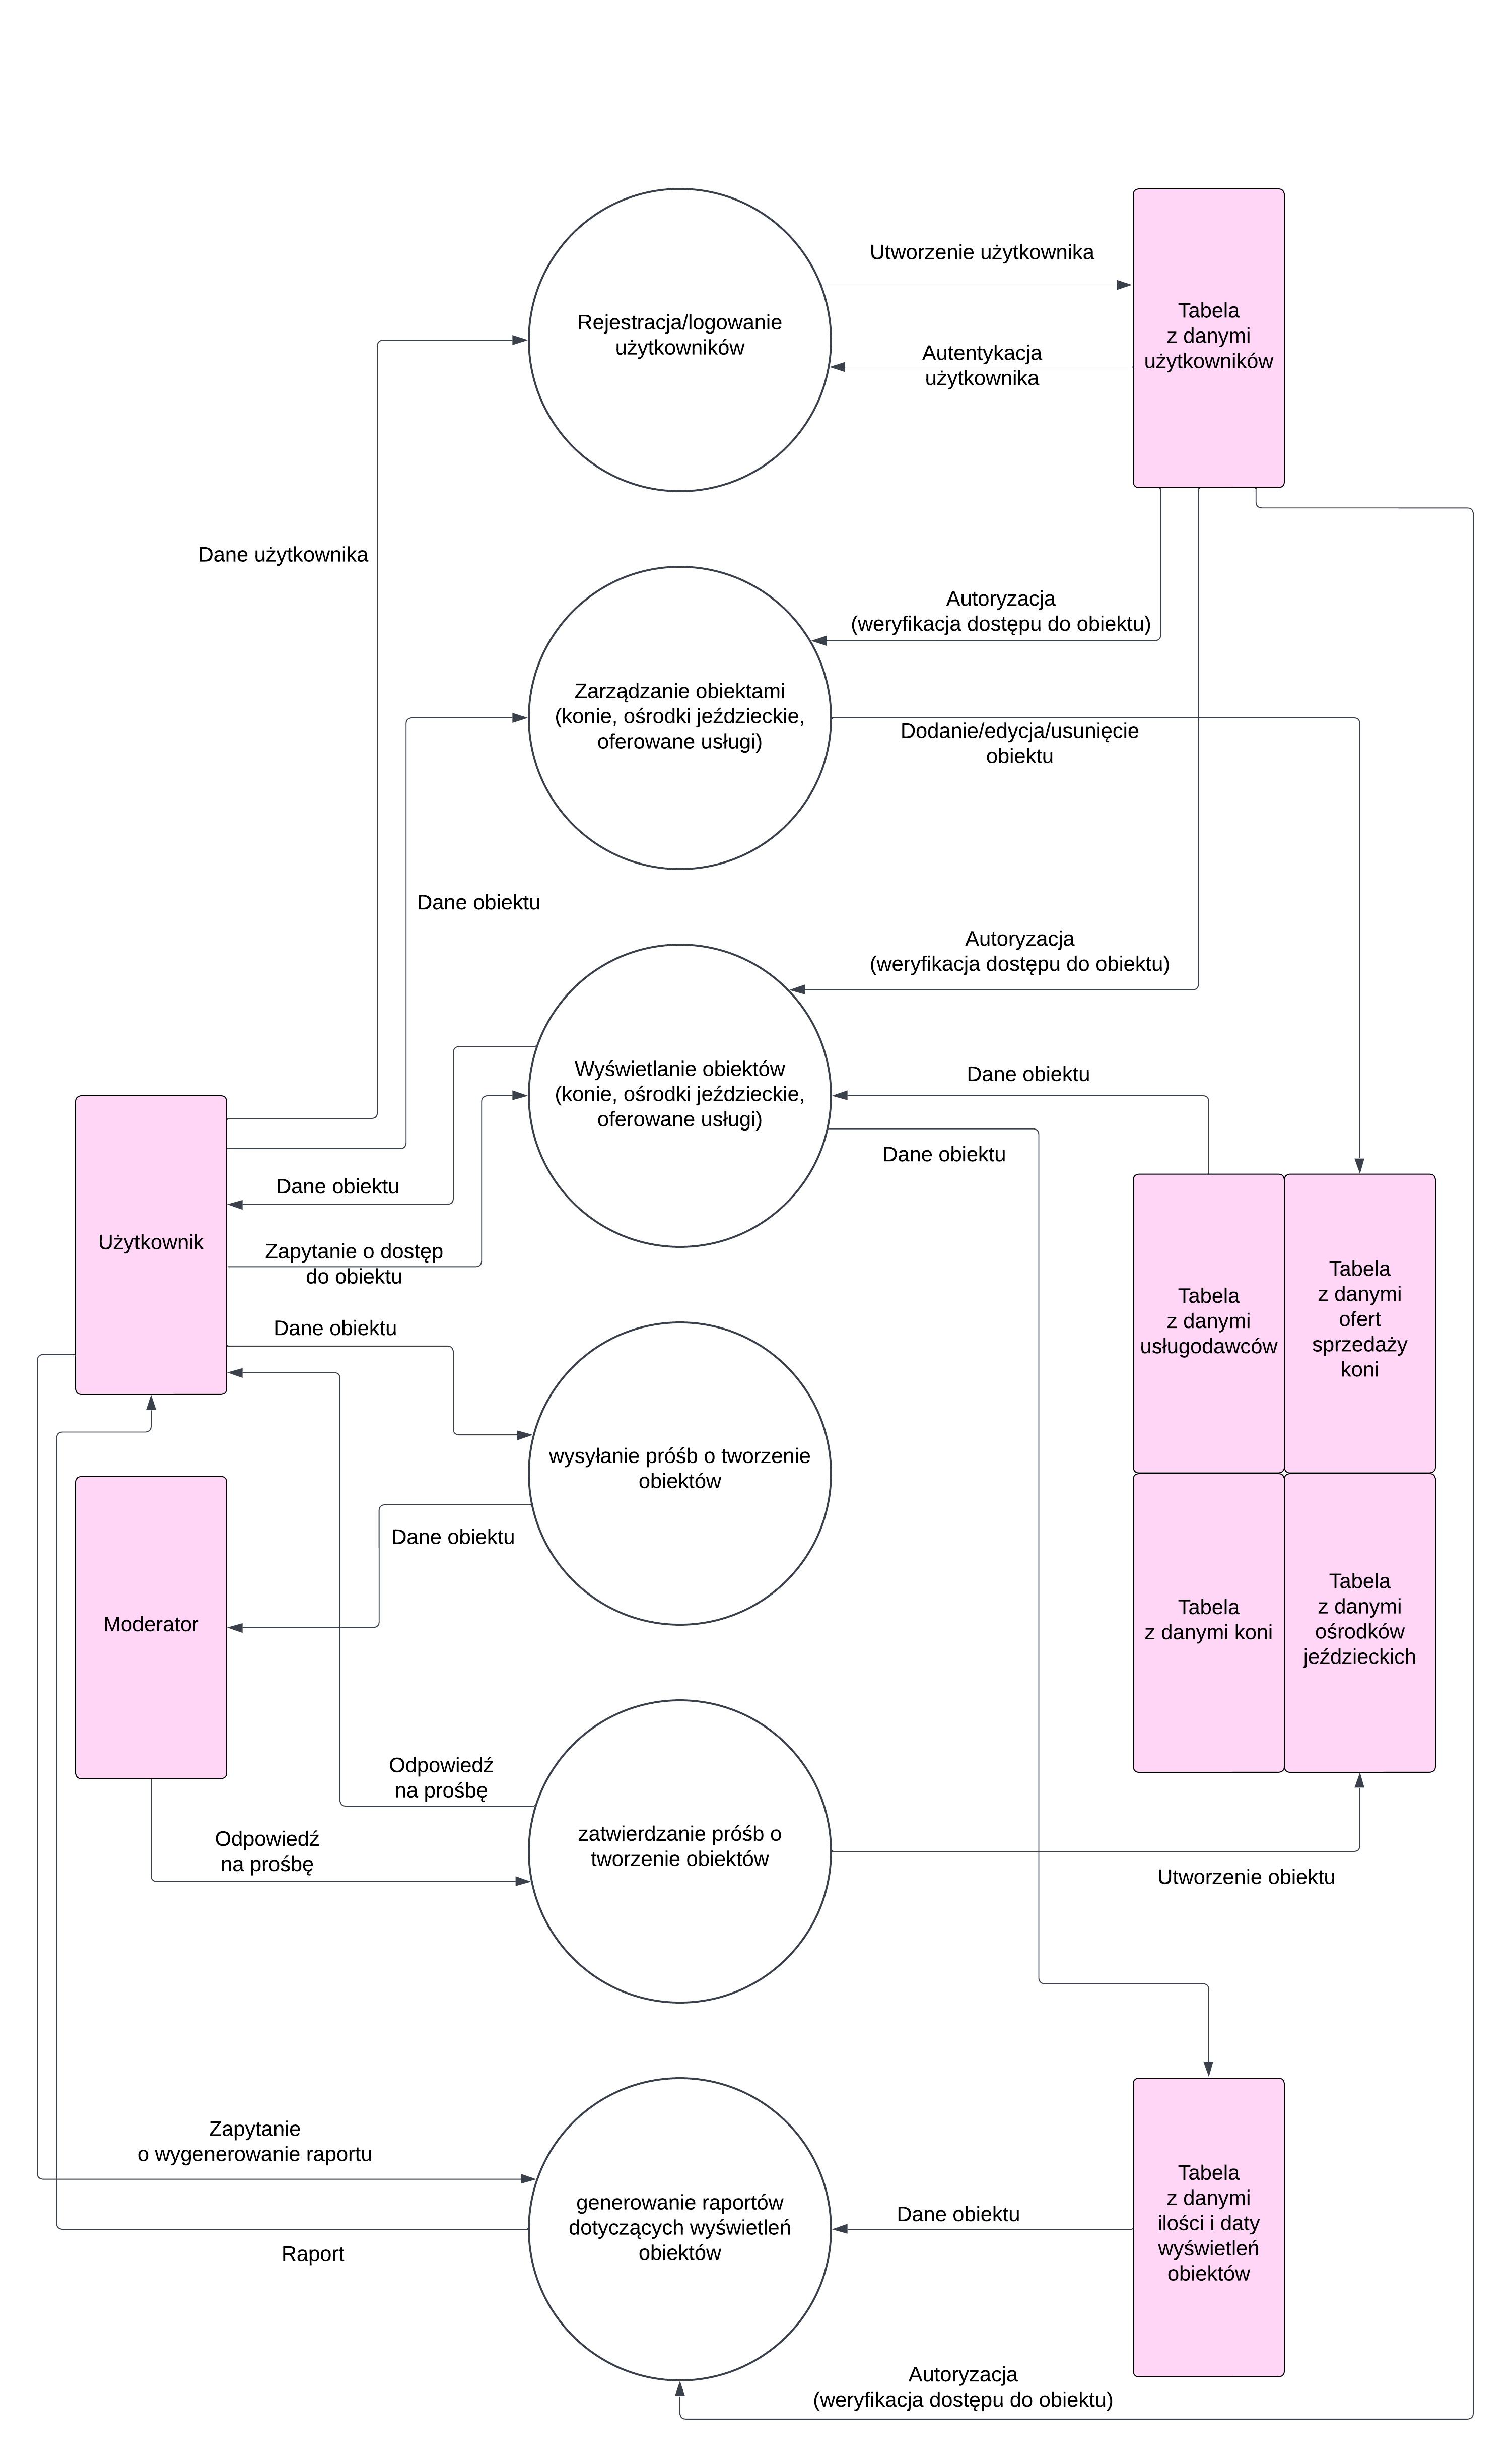 Utworzenie użytkownika
Rejestracja/logowanie
użytkowników
Tabela
z danymi
użytkowników
Autentykacja
użytkownika
Dane użytkownika
Autoryzacja
(weryfikacja dostępu do obiektu)
Zarządzanie obiektami
(konie, ośrodki jeździeckie,
oferowane usługi)
Dodanie/edycja/usunięcie
obiektu
Dane obiektu
Autoryzacja
(weryfikacja dostępu do obiektu)
Wyświetlanie obiektów
(konie, ośrodki jeździeckie,
oferowane usługi)
Dane obiektu
Dane obiektu
Dane obiektu
Użytkownik
Zapytanie o dostęp
do obiektu
Tabela
z danymi
usługodawców
Tabela
z danymi
ofert
sprzedaży
koni
Dane obiektu
wysyłanie próśb o tworzenie
obiektów
Dane obiektu
Moderator
Tabela
z danymi koni
Tabela
z danymi
ośrodków
jeździeckich
Odpowiedź
na prośbę
Odpowiedź
na prośbę
zatwierdzanie próśb o
tworzenie obiektów
Utworzenie obiektu
Zapytanie
o wygenerowanie raportu
generowanie raportów
dotyczących wyświetleń
obiektów
Dane obiektu
Tabela
z danymi
ilości i daty
wyświetleń
obiektów
Raport
Autoryzacja
(weryfikacja dostępu do obiektu)